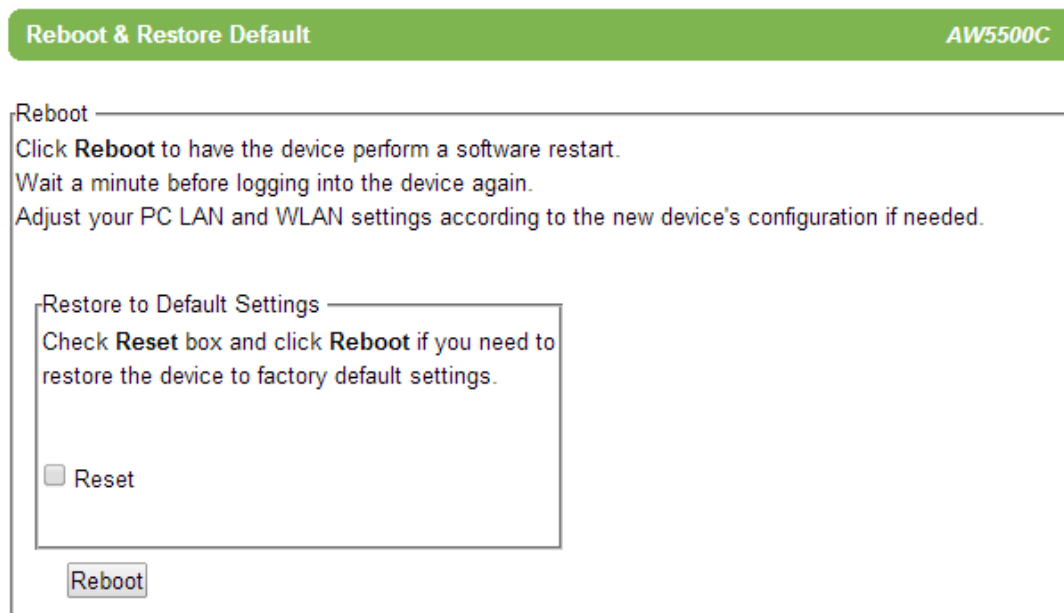 Reboot & Restore Default AW5500C
Reboot
Click Reboot to have the device perform a software restart.
Wait a minute before logging into the device again.
Adjust your PC LAN and WLAN settings according to the new device's configuration if needed.
Restore to Default Settings
Check Reset box and click Reboot if you need to
restore the device to factory default settings.
Reset
Reboot